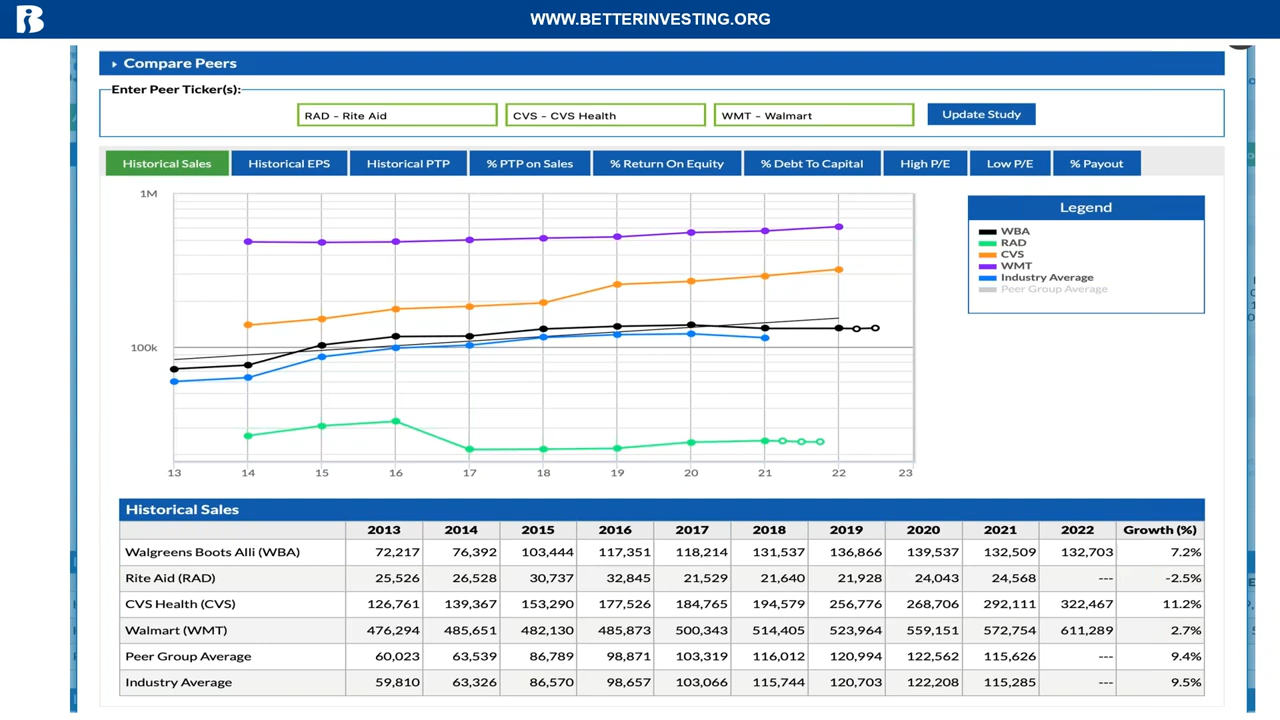 WWW.BETTERINVESTING.ORG
Compare Peers
Enter Peer Ticker(s):
RAD - Rite Aid CVS - CVS Health WMT - Walmart Update Study
Historical Sales Historical EPS Historical PTP % PTP on Sales % Return On Equity % Debt To Capital High P/E Low P/E % Payout
1M
100k
13 14 15 16 17 18 19 20 21 22 23
Legend
WBA
RAD
CVS
WMT
Industry Average
Peer Group Average
Historical Sales
2013 2014 2015 2016 2017 2018 2019 2020 2021 2022 Growth (%)
Walgreens Boots Alli (WBA) 72,217 76,392 103,444 117,351 118,214 131,537 136,866 139,537 132,509 132,703 7.2%
Rite Aid (RAD) 25,526 26,528 30,737 32,845 21,529 21,640 21,928 24,043 24,568 --- -2.5%
CVS Health (CVS) 126,761 139,367 153,290 177,526 184,765 194,579 256,776 268,706 292,111 322,467 11.2%
Walmart (WMT) 476,294 485,651 482,130 485,873 500,343 514,405 523,964 559,151 572,754 611,289 2.7%
Peer Group Average 60,023 63,539 86,789 98,871 103,319 116,012 120,994 122,562 115,626 --- 9.4%
Industry Average 59,810 63,326 86,570 98,657 103,066 115,744 120,703 122,208 115,285 --- 9.5%